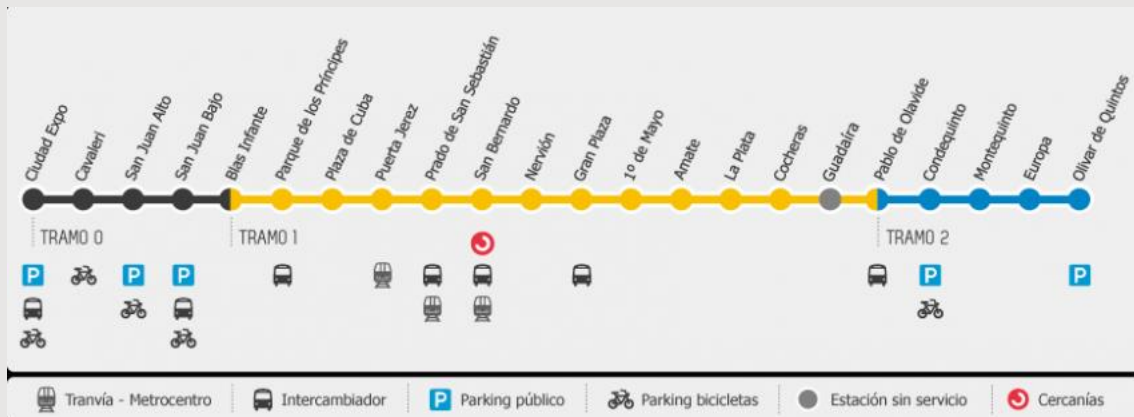 Ciudad Expo
Cavaleri
San Juan Alto
San Juan Bajo
Blas Infante
Parque de los Príncipes
Plaza de Cuba
Puerta Jerez
Prado de San Sebastián
San Bernardo
Nervión
Gran Plaza
1º de Mayo
Amate
La Plata
Cocheras
Guadaíra
Pablo de Olavide
Condequinto
Montequinto
Europa
Olivar de Quintos
TRAMO 0
TRAMO 1
TRAMO 2
P
P
P
P
P
Tranvía - Metrocentro
Intercambiador
P Parking público
Parking bicicletas
Estación sin servicio
Cercanías